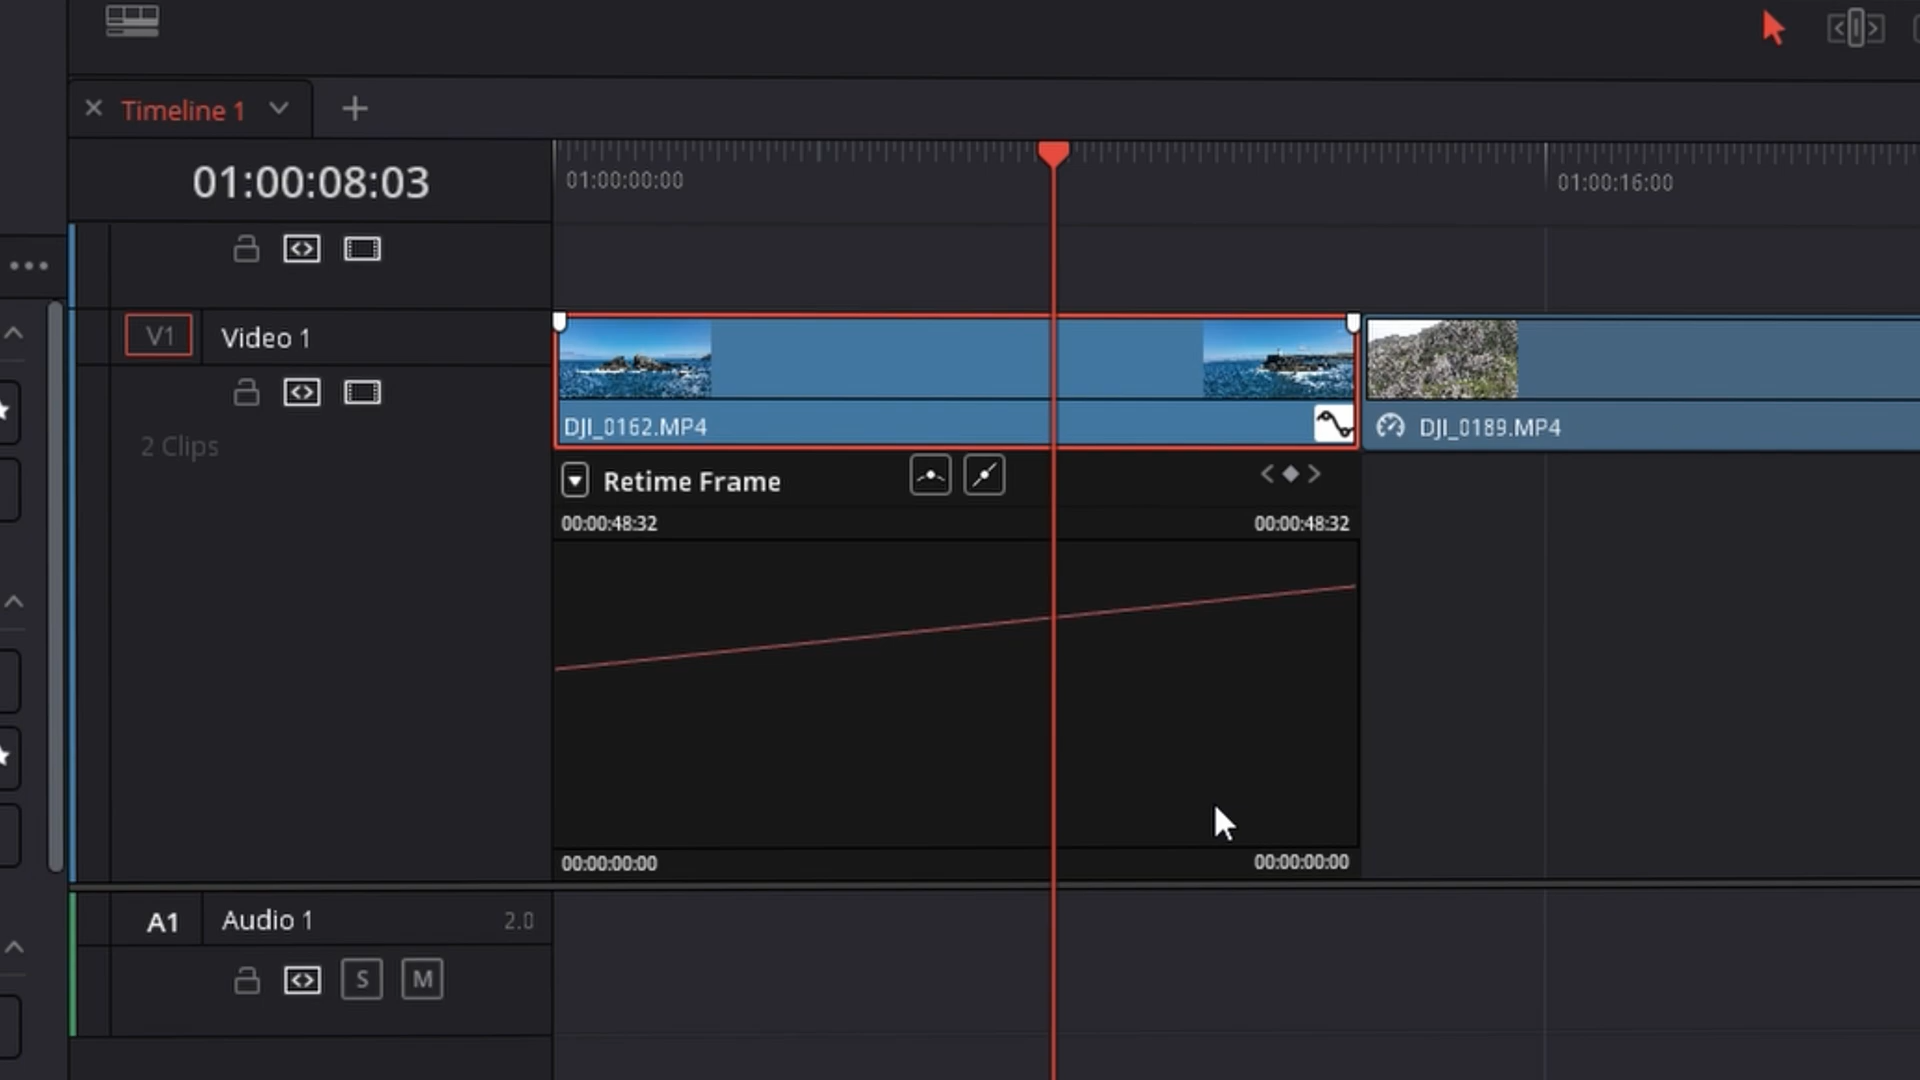 Timeline 1
01:00:08:03
01:00:00:00
01:00:16:00
V1 Video 1
2 Clips
DJI_0162.MP4
DJI_0189.MP4
Retime Frame
00:00:48:32 00:00:48:32
00:00:00:00 00:00:00:00
A1 Audio 1 2.0
S M